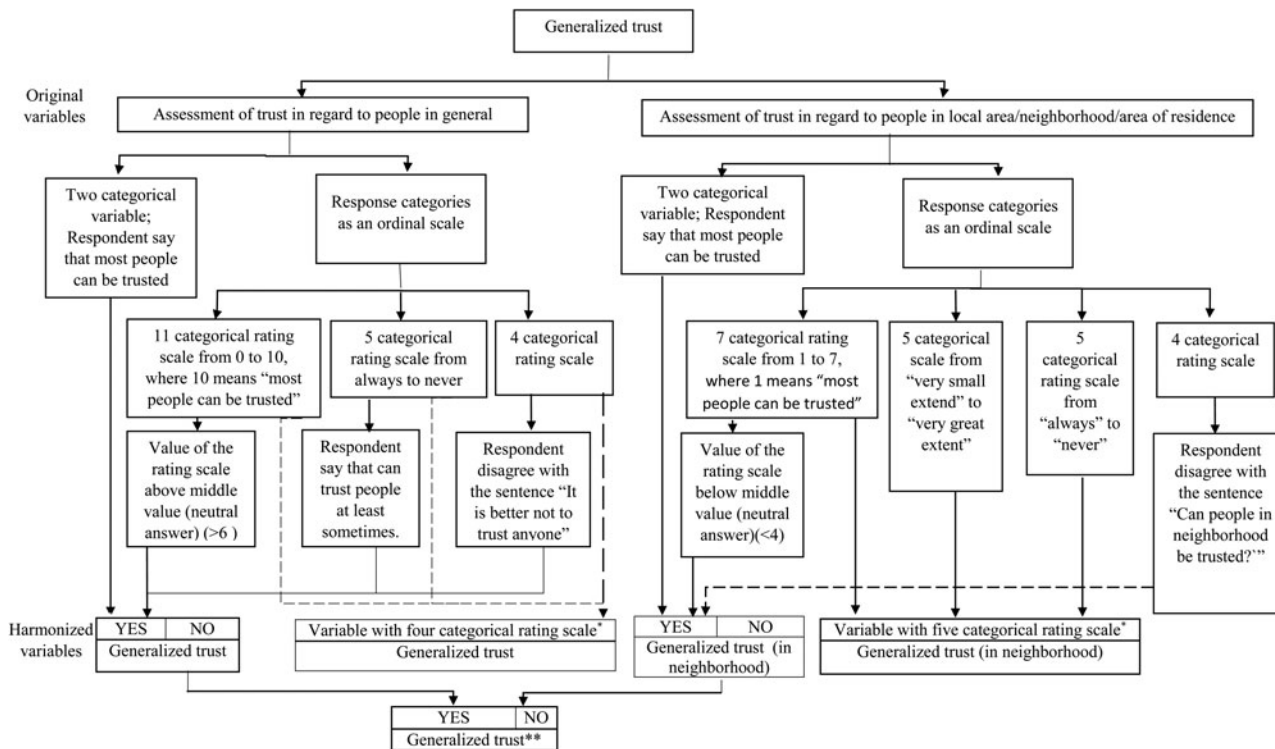 Generalized trust
Original
variables
Assessment of trust in regard to people in general
Assessment of trust in regard to people in local area/neighborhood/area of residence
Two categorical
variable;
Respondent say
that most people
can be trusted
Response categories
as an ordinal scale
Two categorical
variable; Respondent
say that most people
can be trusted
Response categories
as an ordinal scale
11 categorical rating
scale from 0 to 10,
where 10 means “most
people can be trusted”
5 categorical
rating scale from
always to never
4 categorical
rating scale
7 categorical rating
scale from 1 to 7,
where 1 means “most
people can be trusted”
5 categorical
scale from
“very small
extend” to
“very great
extent”
5
categorical
rating scale
from
“always” to
“never”
4 categorical
rating scale
Value of the
rating scale
above middle
value (neutral
answer) (>6 )
Respondent
say that can
trust people
at least
sometimes.
Respondent
disagree with
the sentence “It
is better not to
trust anyone”
Value of the
rating scale
below middle
value (neutral
answer)(<4)
Respondent
disagree with
the sentence
“Can people in
neighborhood
be trusted?`”
Harmonized
variables
YES NO
Generalized trust
Variable with four categorical rating scale*
Generalized trust
YES NO
Generalized trust (in
neighborhood)
Variable with five categorical rating scale*
Generalized trust (in neighborhood)
YES NO
Generalized trust**